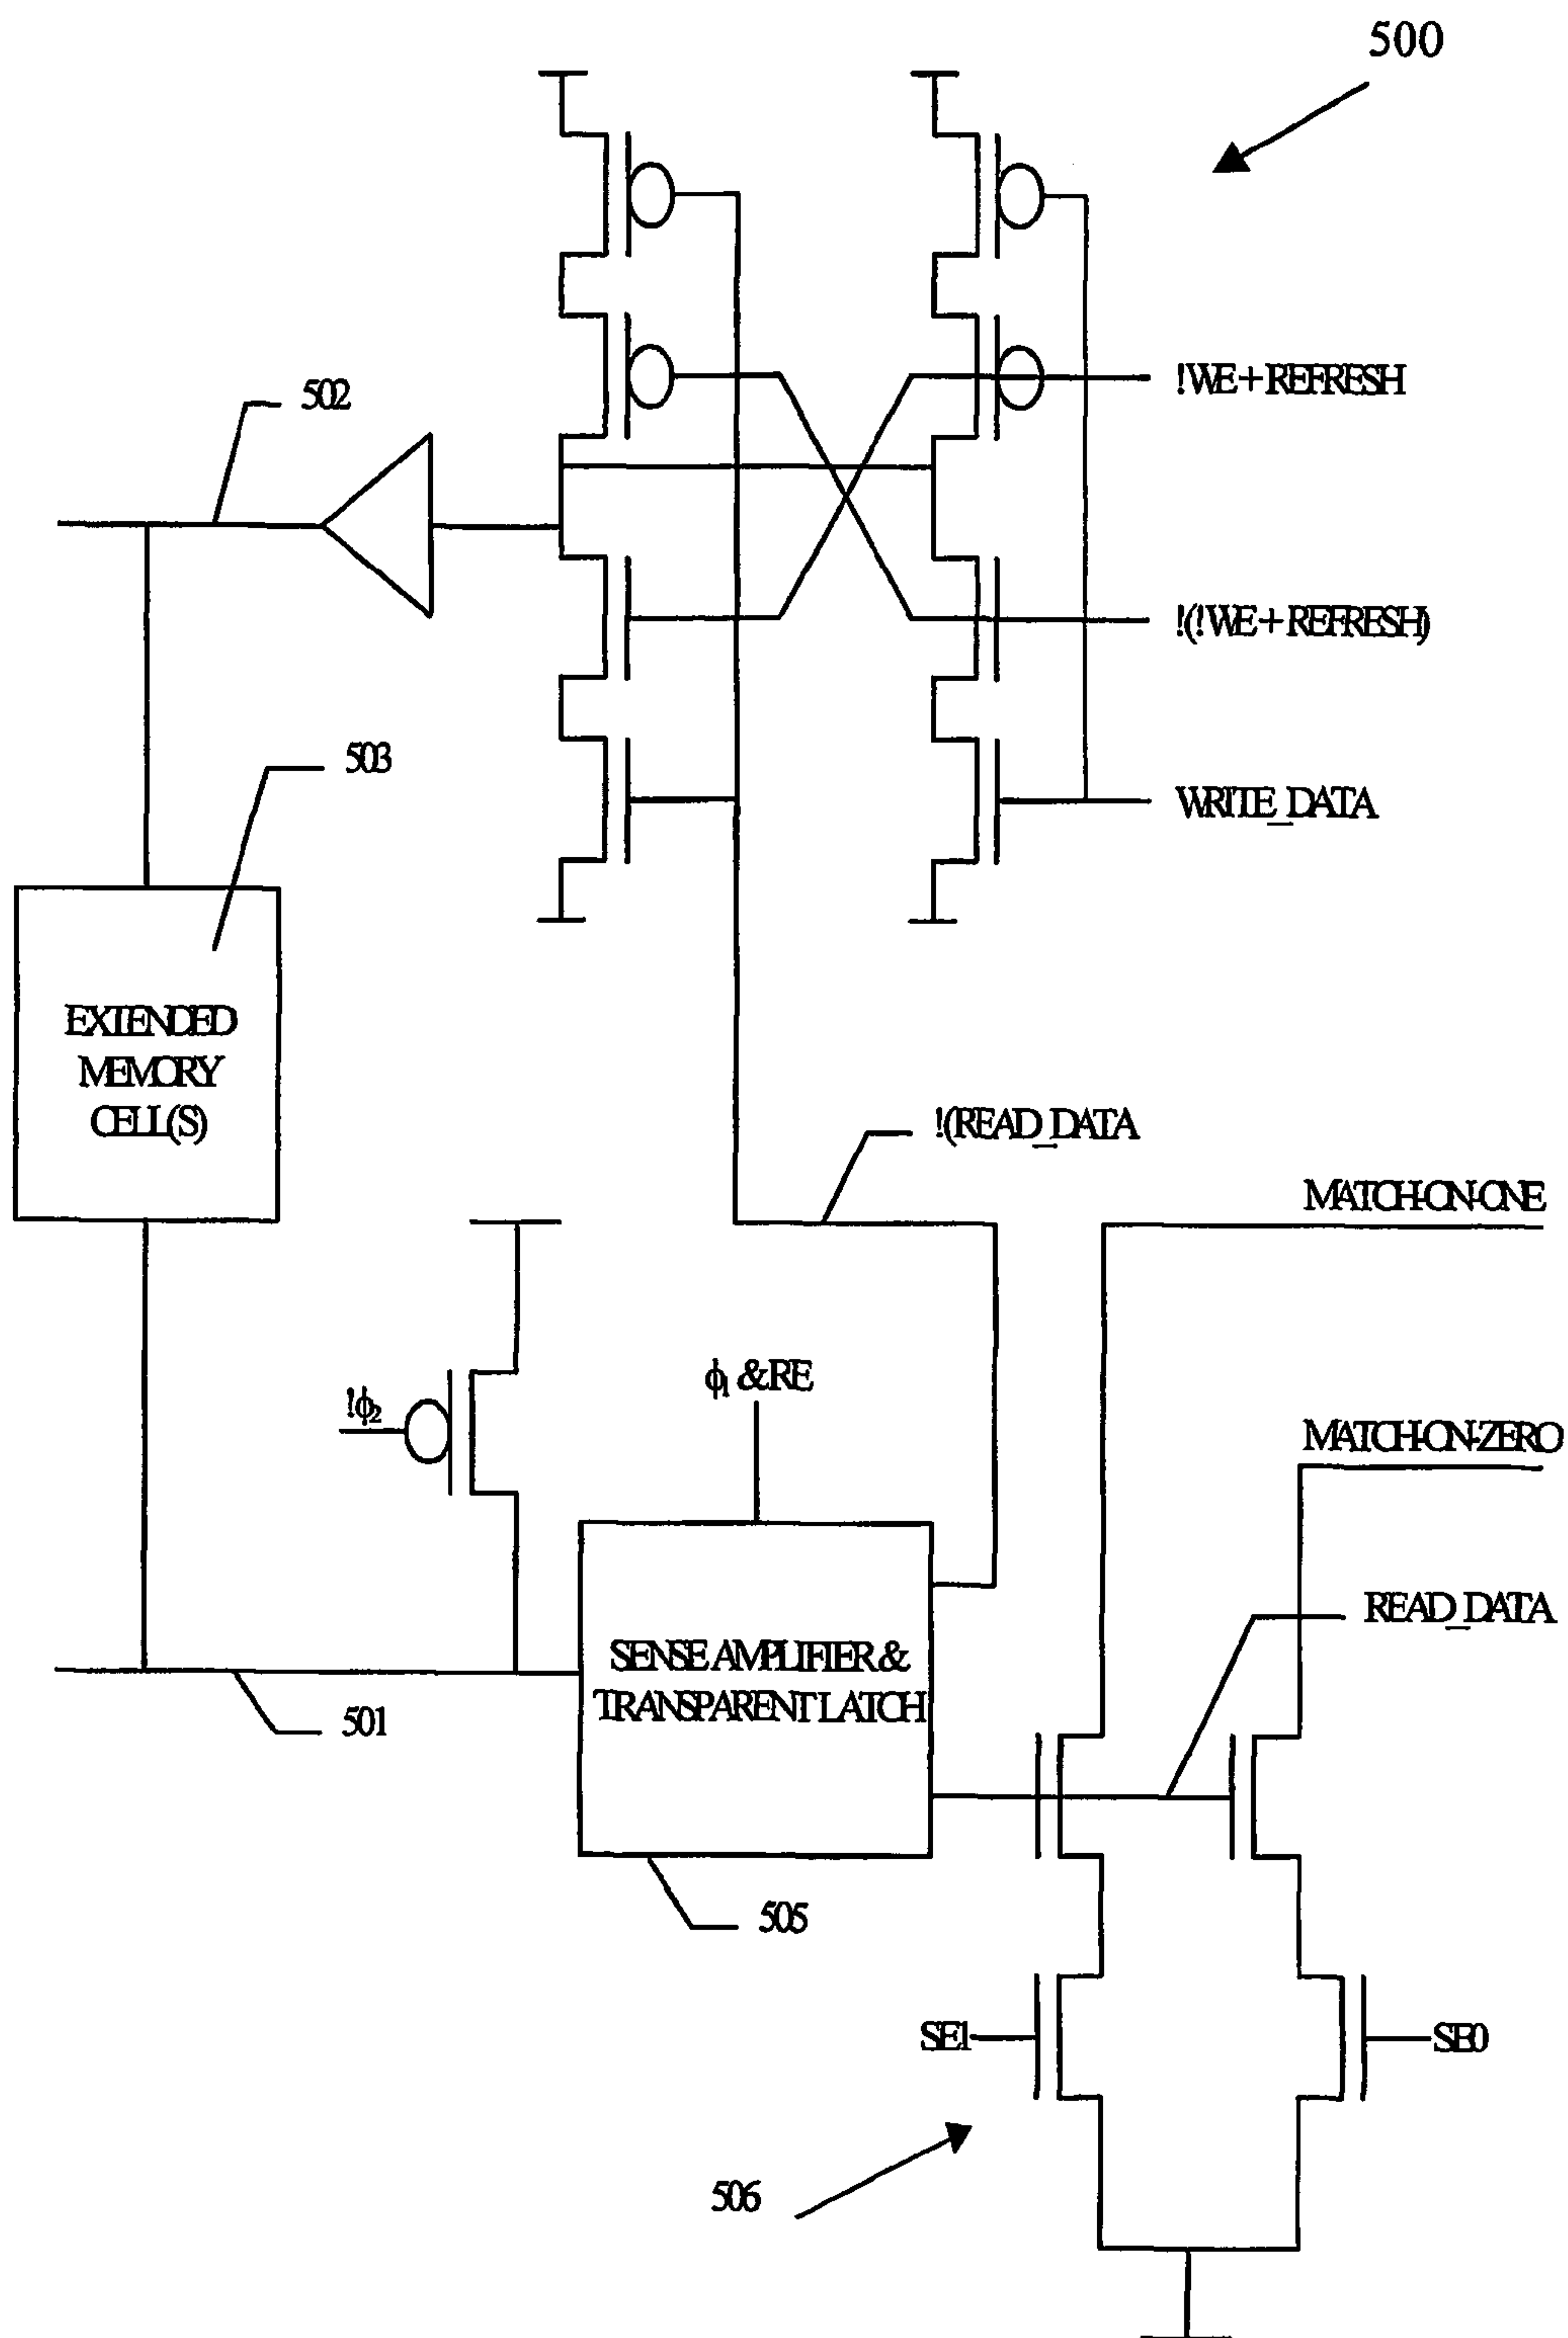 500
!WE+REFRESH
502
!(!WE+REFRESH)
503
WRITE_DATA
EXTENDED
MEMORY
CELL(S)
!(READ_DATA
MATCH-ON-ONE
ϕ1 &RE
!ϕ2
MATCH-ON-ZERO
READ_DATA
SENSE AMPLIFIER &
TRANSPARENT LATCH
501
505
SE1
SE0
506